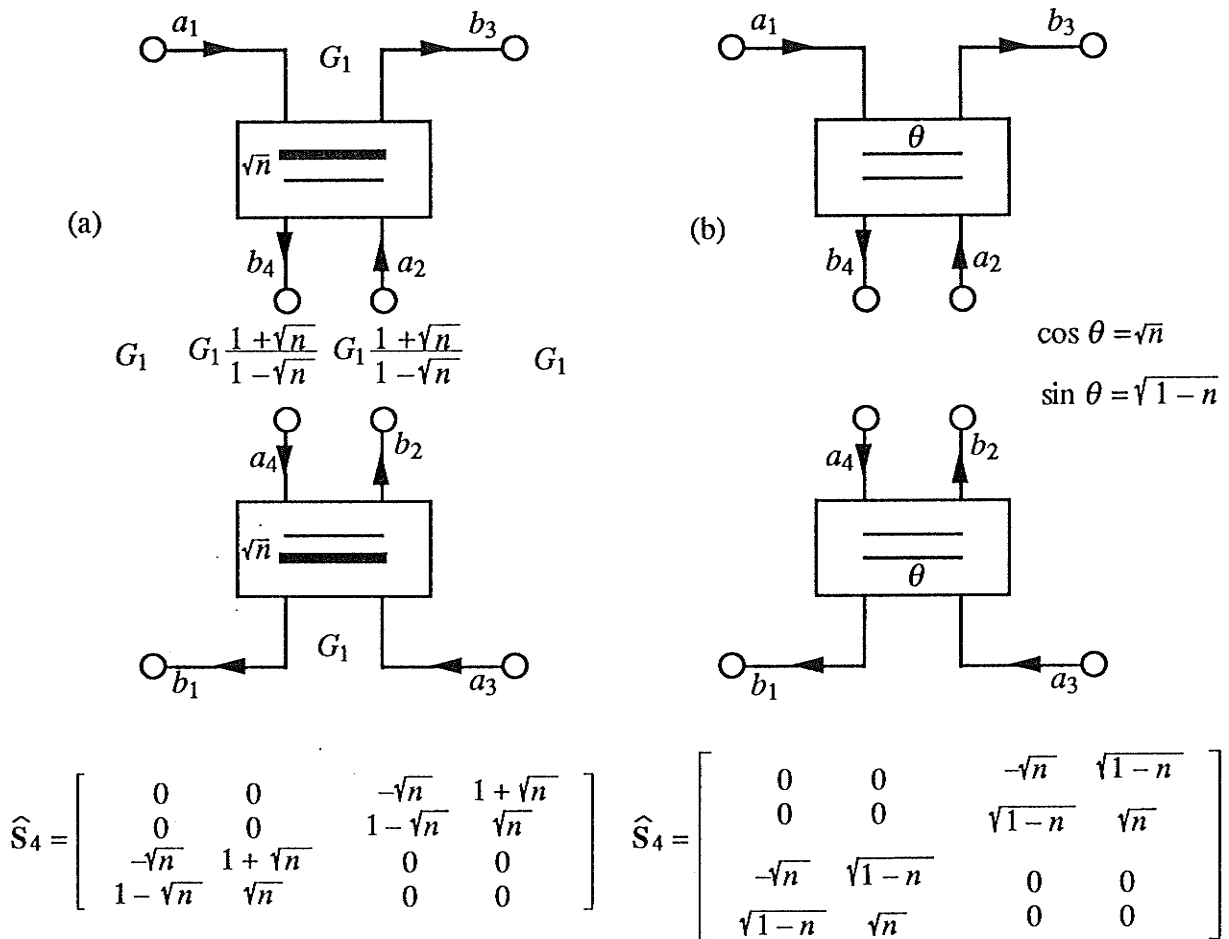 a₁ b₃ a₁ b₃
G₁
√n θ
(a) (b)
b₄ a₂ b₄ a₂
G₁ G₁ (1 + √n)/(1 − √n) G₁ (1 + √n)/(1 − √n) G₁
cos θ = √n
sin θ = √(1 − n)
a₄ b₂ a₄ b₂
√n
θ
G₁
b₁ a₃ b₁ a₃
Ŝ₄ = [ 0 0 −√n 1 + √n
0 0 1 − √n √n
−√n 1 + √n 0 0
1 − √n √n 0 0 ]
Ŝ₄ = [ 0 0 −√n √(1 − n)
0 0 √(1 − n) √n
−√n √(1 − n) 0 0
√(1 − n) √n 0 0 ]